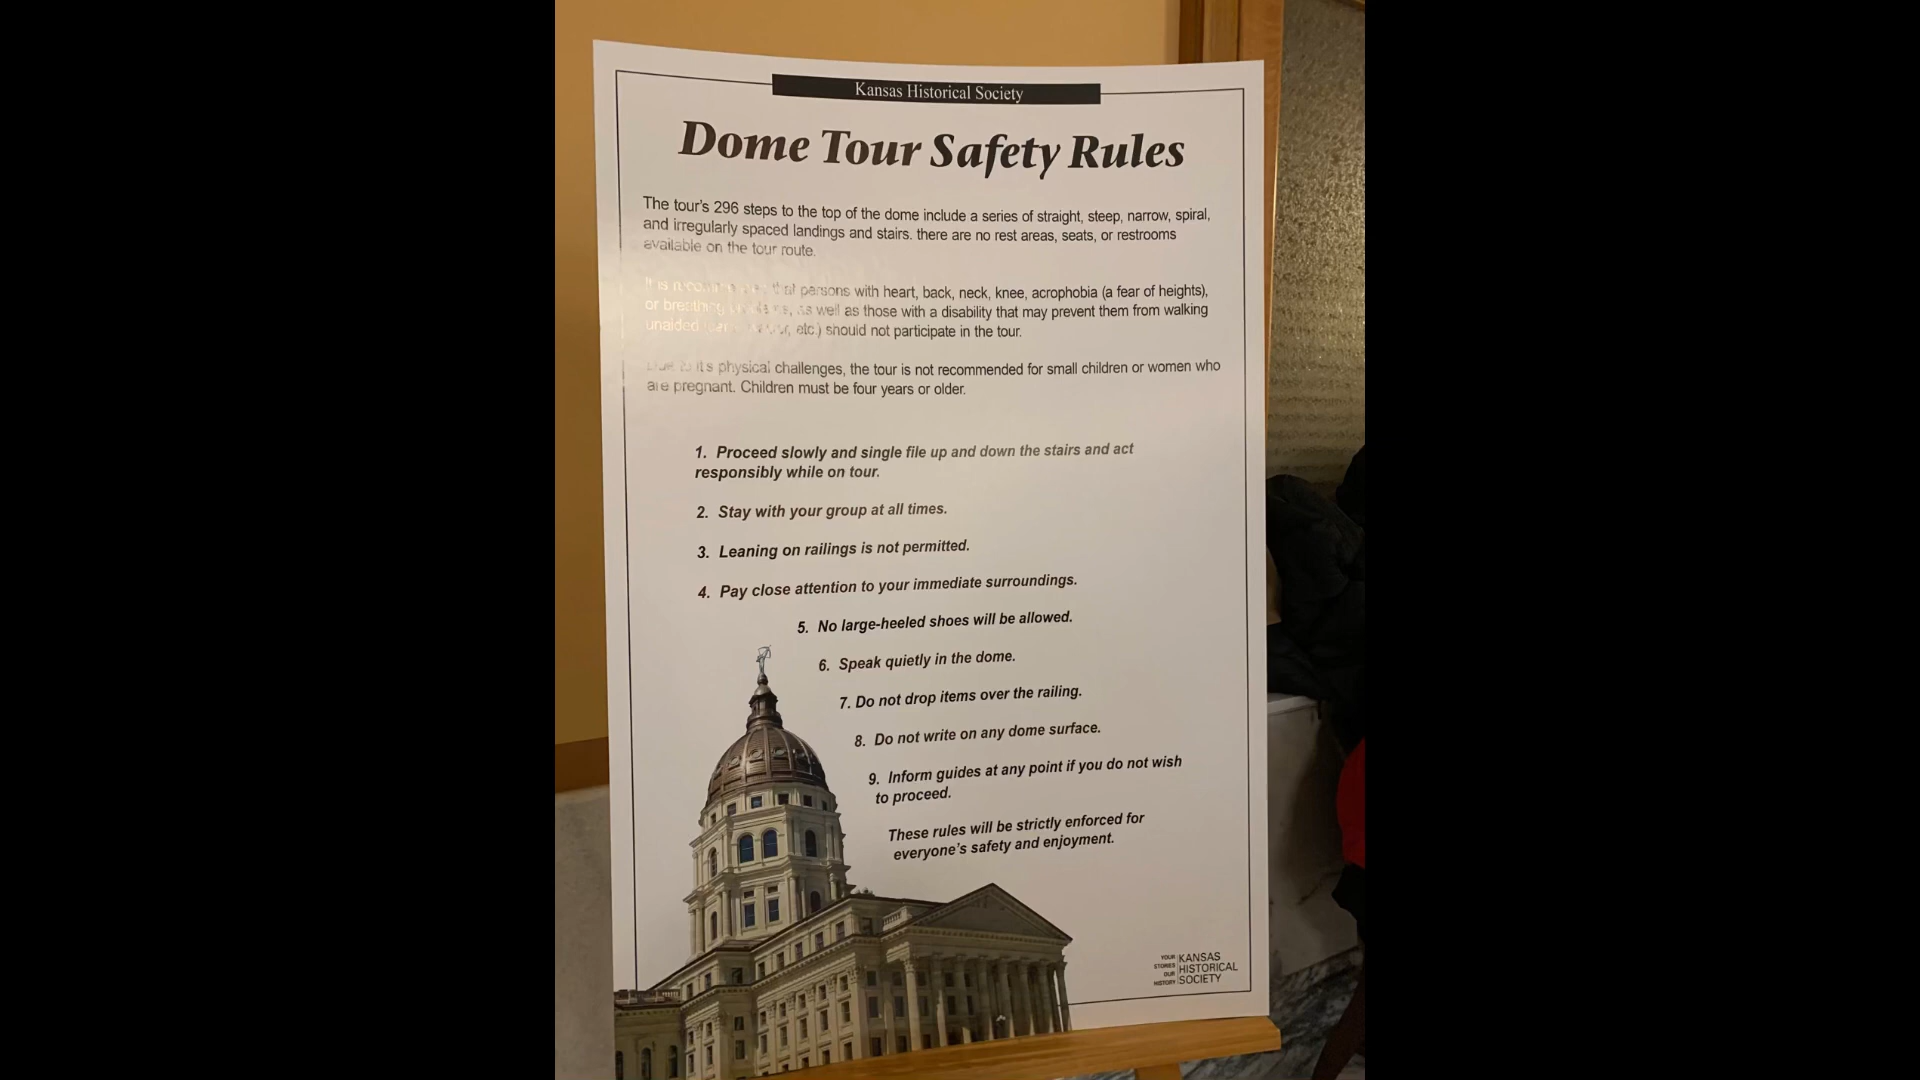 Kansas Historical Society
Dome Tour Safety Rules
The tour's 296 steps to the top of the dome include a series of straight, steep, narrow, spiral,
and irregularly spaced landings and stairs. there are no rest areas, seats, or restrooms
available on the tour route.
It is that persons with heart, back, neck, knee, acrophobia (a fear of heights),
or breathing as well as those with a disability that may prevent them from walking
unaided etc.) should not participate in the tour.
Due to its physical challenges, the tour is not recommended for small children or women who
are pregnant. Children must be four years or older.
1. Proceed slowly and single file up and down the stairs and act
responsibly while on tour.
2. Stay with your group at all times.
3. Leaning on railings is not permitted.
4. Pay close attention to your immediate surroundings.
5. No large-heeled shoes will be allowed.
6. Speak quietly in the dome.
7. Do not drop items over the railing.
8. Do not write on any dome surface.
9. Inform guides at any point if you do not wish
to proceed.
These rules will be strictly enforced for
everyone's safety and enjoyment.
YOUR STORIES OUR HISTORY
KANSAS
HISTORICAL
SOCIETY